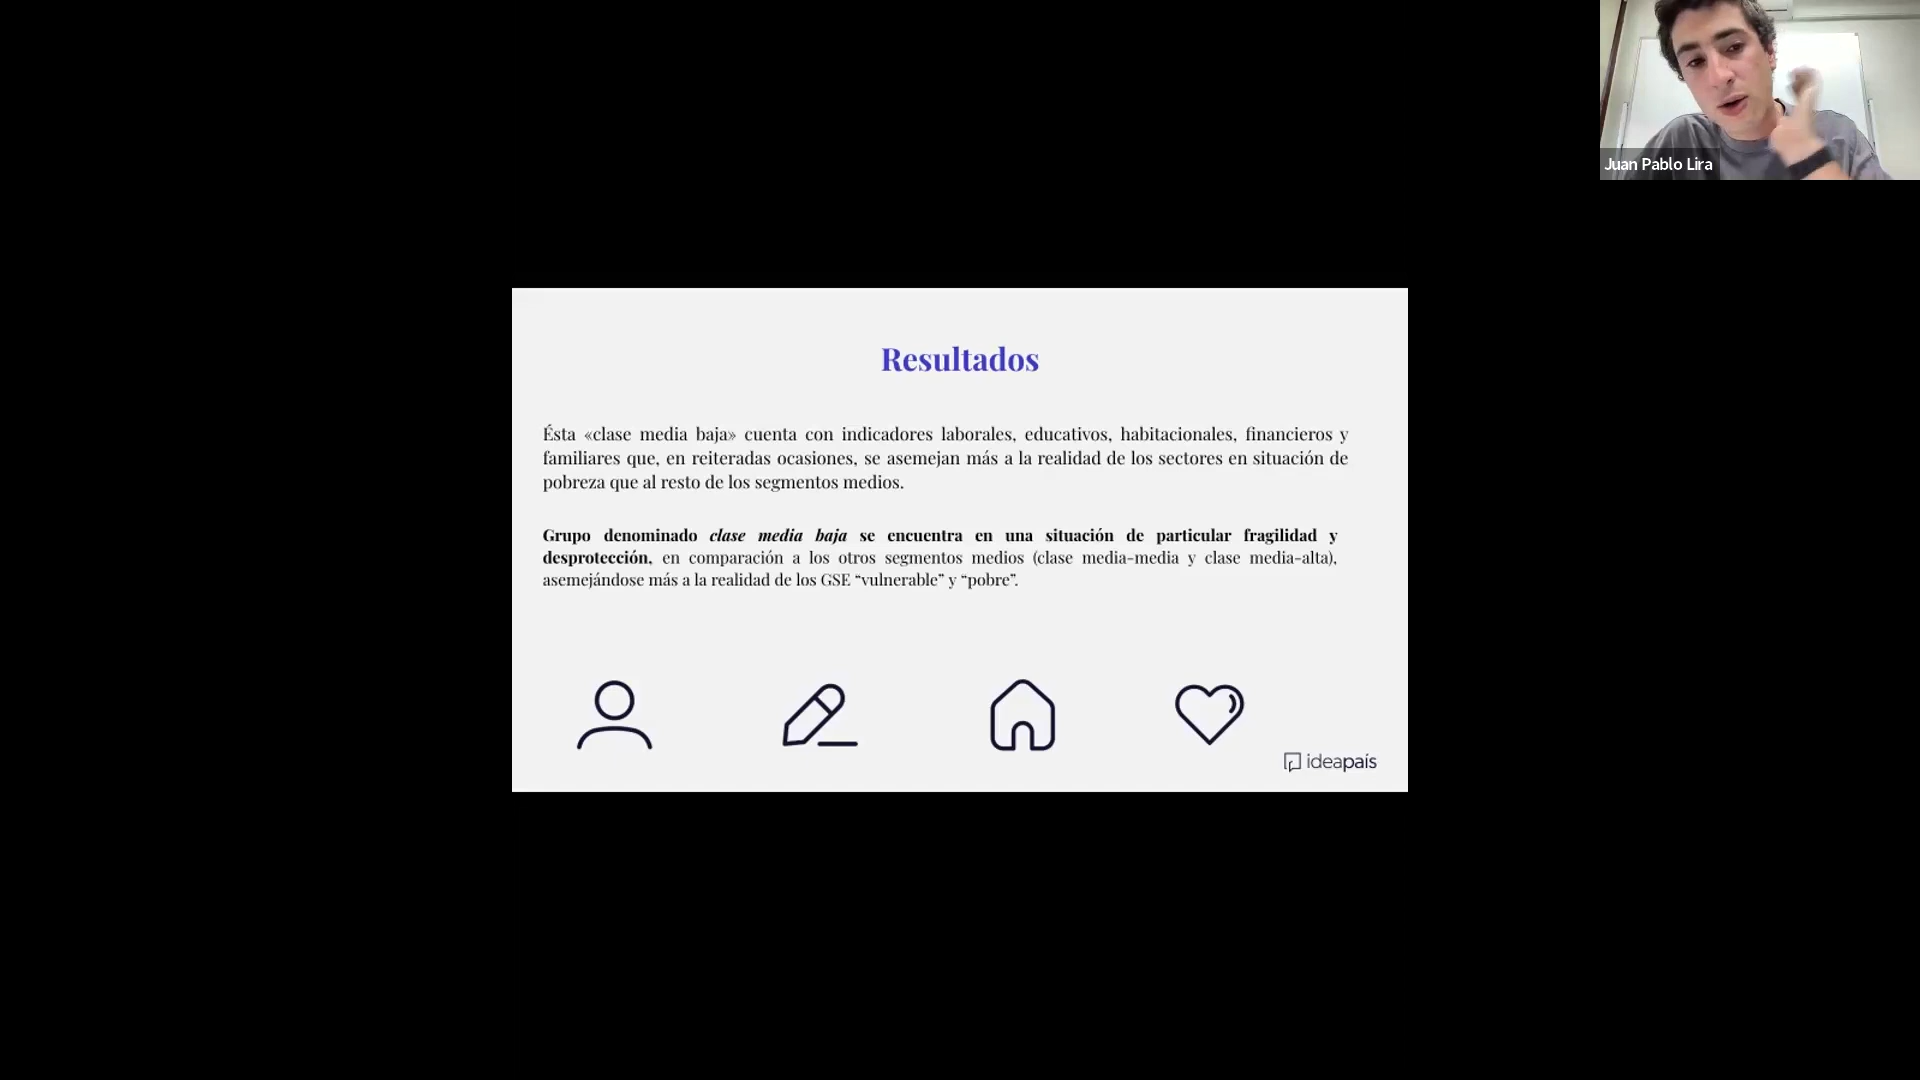 Juan Pablo Lira
Resultados
Ésta «clase media baja» cuenta con indicadores laborales, educativos, habitacionales, financieros y
familiares que, en reiteradas ocasiones, se asemejan más a la realidad de los sectores en situación de
pobreza que al resto de los segmentos medios.
Grupo denominado clase media baja se encuentra en una situación de particular fragilidad y
desprotección, en comparación a los otros segmentos medios (clase media-media y clase media-alta),
asemejándose más a la realidad de los GSE “vulnerable” y “pobre”.
ideapaís